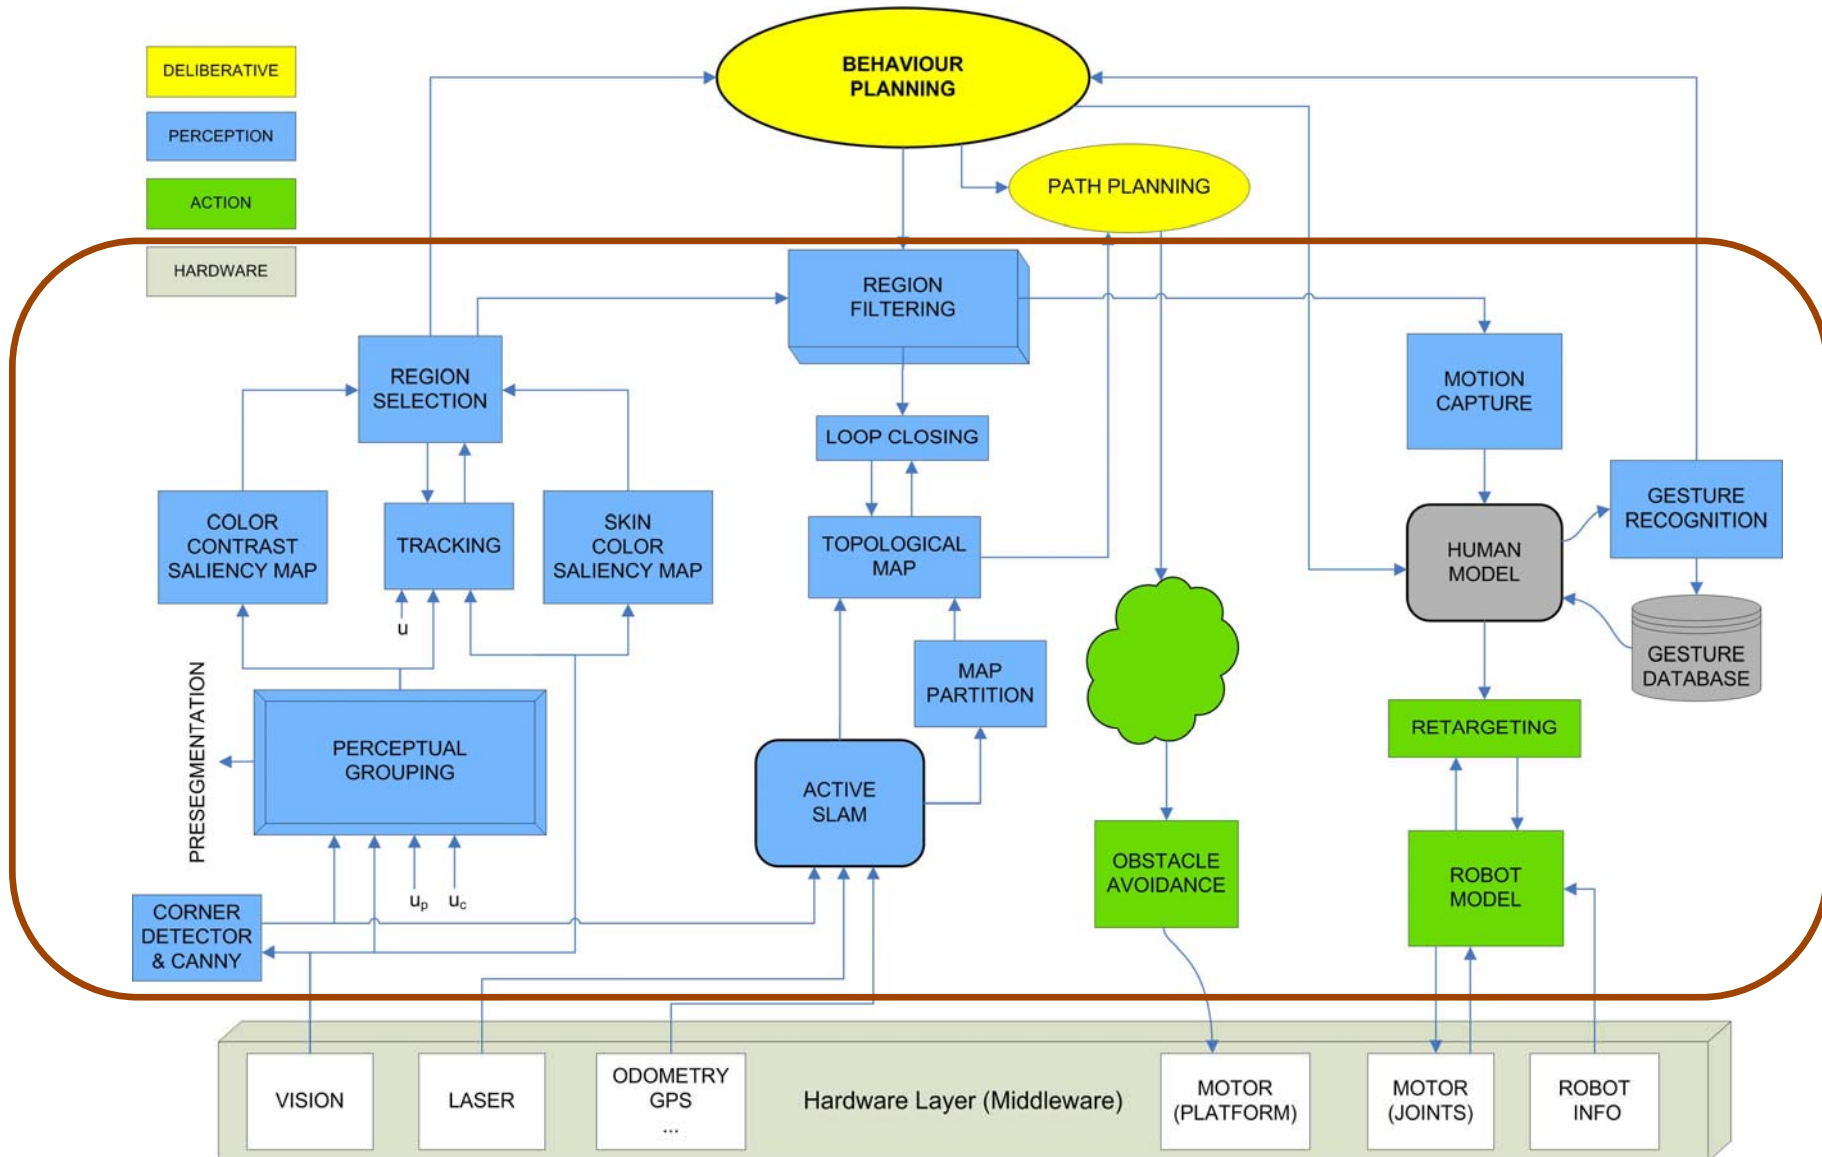 DELIBERATIVE
PERCEPTION
ACTION
HARDWARE
BEHAVIOUR
PLANNING
PATH PLANNING
REGION
FILTERING
REGION
SELECTION
MOTION
CAPTURE
LOOP CLOSING
COLOR
CONTRAST
SALIENCY MAP
TRACKING
SKIN
COLOR
SALIENCY MAP
TOPOLOGICAL
MAP
GESTURE
RECOGNITION
HUMAN
MODEL
u
GESTURE
DATABASE
MAP
PARTITION
PRESEGMENTATION
PERCEPTUAL
GROUPING
ACTIVE
SLAM
RETARGETING
OBSTACLE
AVOIDANCE
ROBOT
MODEL
up
uc
CORNER
DETECTOR
& CANNY
VISION
LASER
ODOMETRY
GPS
...
Hardware Layer (Middleware)
MOTOR
(PLATFORM)
MOTOR
(JOINTS)
ROBOT
INFO